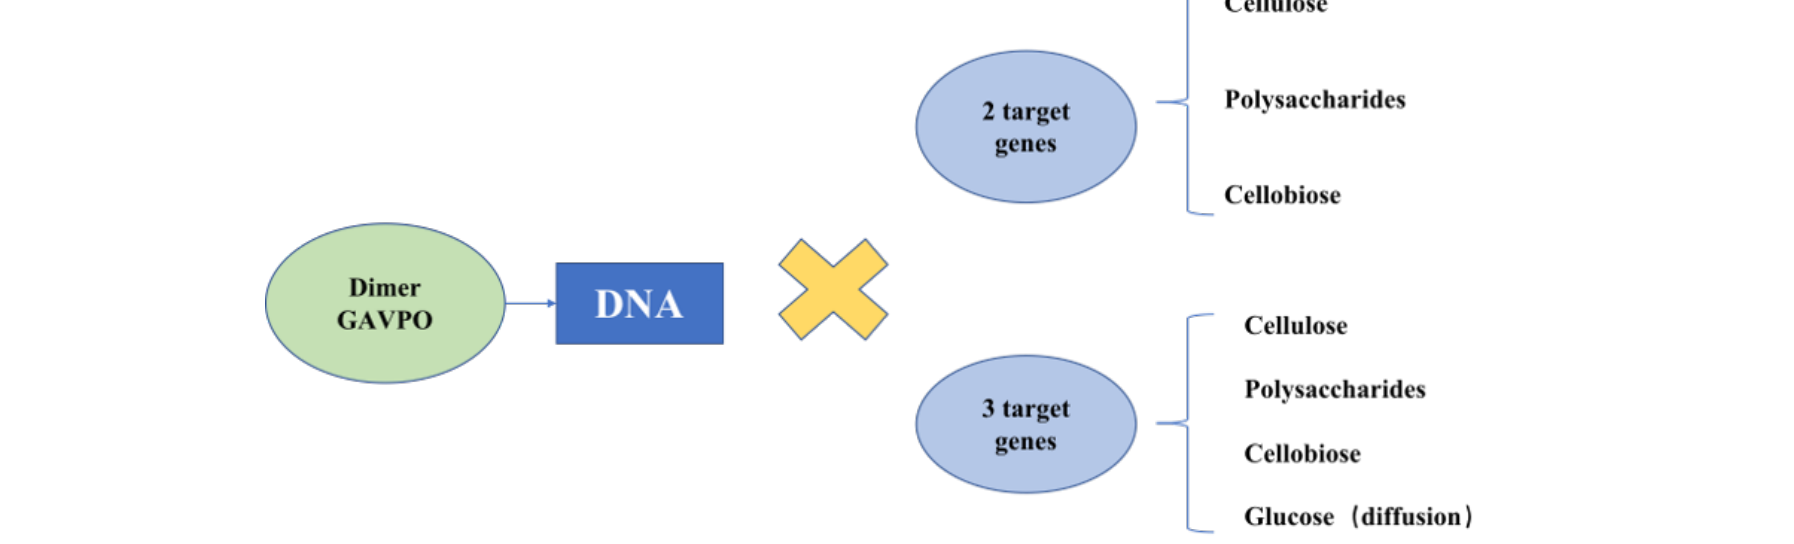 Cellulose
2 target
genes
Polysaccharides
Cellobiose
Dimer
GAVPO
DNA
3 target
genes
Cellulose
Polysaccharides
Cellobiose
Glucose（diffusion）